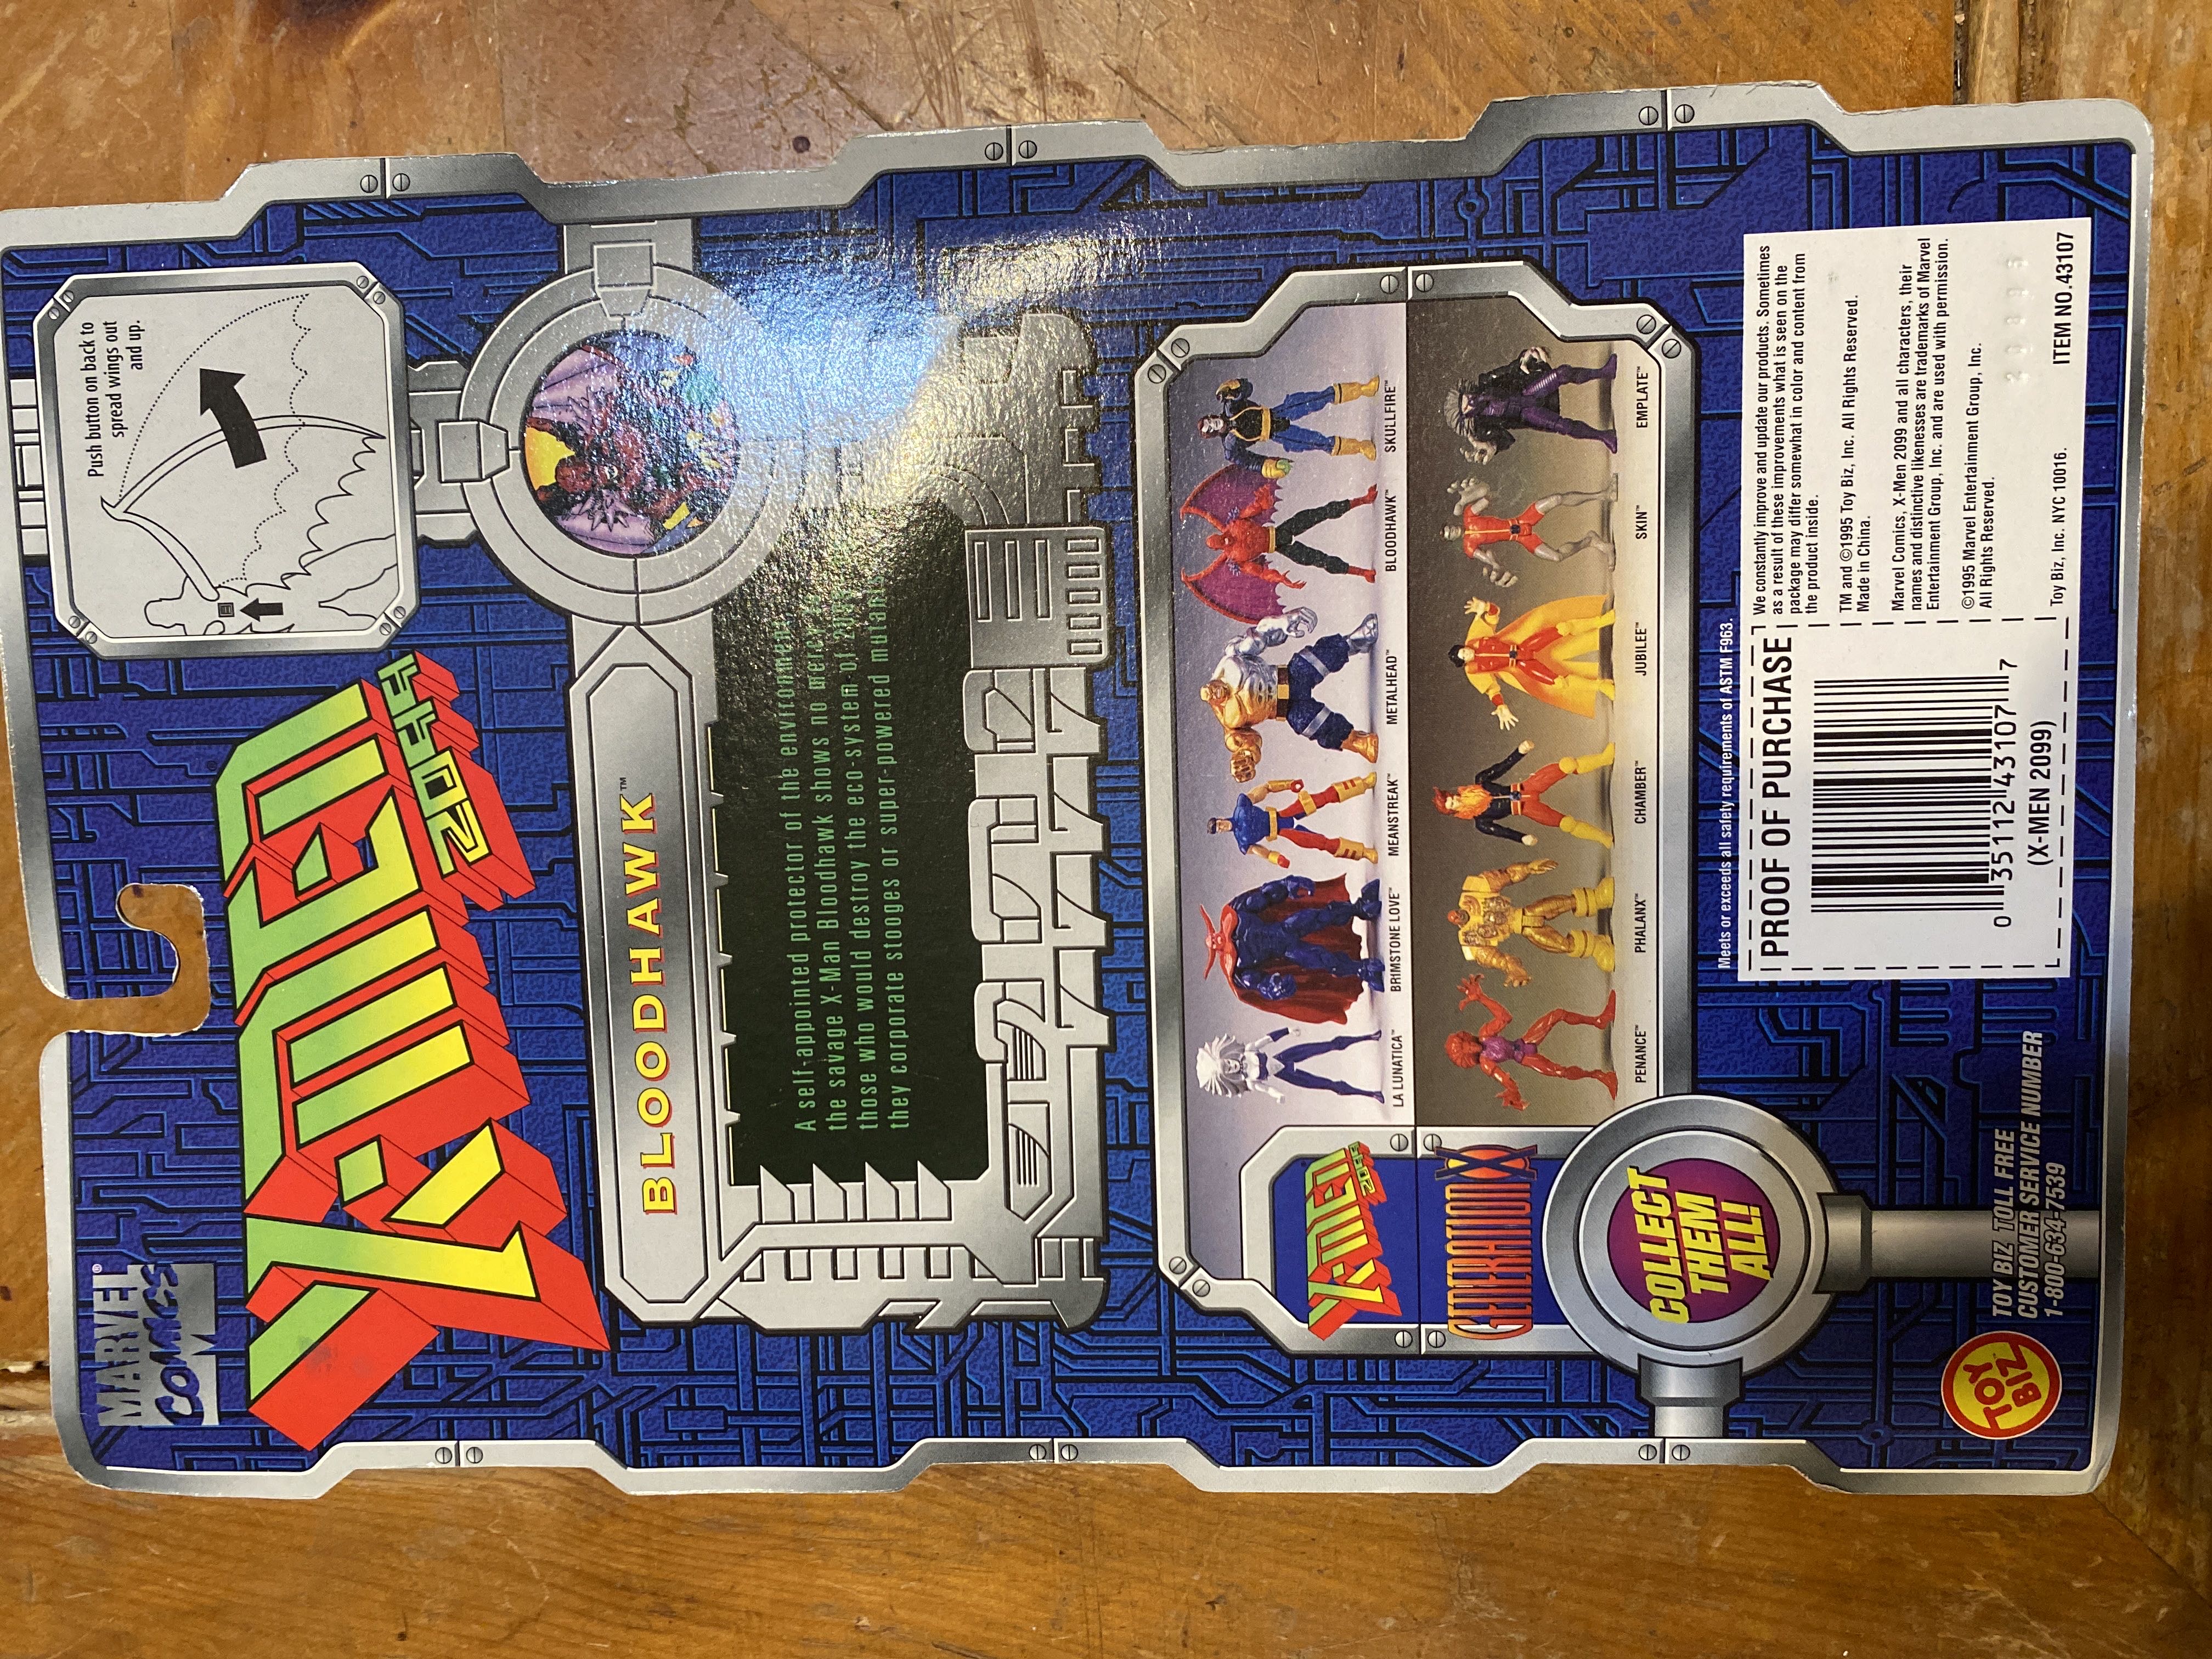 MARVEL®
COMICS
X-MEN
2099
Push button on back to
spread wings out
and up.
BLOODHAWK™
A self-appointed protector of the environment
the savage X-Man Bloodhawk shows no
those who would destroy the eco-system of
they corporate stooges or super-powered
X-MEN
2099
LA LUNATICA™
BRIMSTONE LOVE™
MEANSTREAK™
METALHEAD™
BLOODHAWK™
SKULLFIRE™
GENERATION X
PENANCE™
PHALANX™
CHAMBER™
JUBILEE™
SKIN™
EMPLATE™
COLLECT
THEM
ALL!
TOY
BIZ
TOY BIZ TOLL FREE
CUSTOMER SERVICE NUMBER
1-800-634-7539
Meets or exceeds all safety requirements of ASTM F963.
PROOF OF PURCHASE
0 35112 43107 7
(X-MEN 2099)
We constantly improve and update our products. Sometimes
as a result of these improvements what is seen on the
package may differ somewhat in color and content from
the product inside.
TM and ©1995 Toy Biz, Inc. All Rights Reserved.
Made in China.
Marvel Comics, X-Men 2099 and all characters, their
names and distinctive likenesses are trademarks of Marvel
Entertainment Group, Inc. and are used with permission.
©1995 Marvel Entertainment Group, Inc.
All Rights Reserved.
Toy Biz, Inc. NYC 10016. ITEM NO.43107